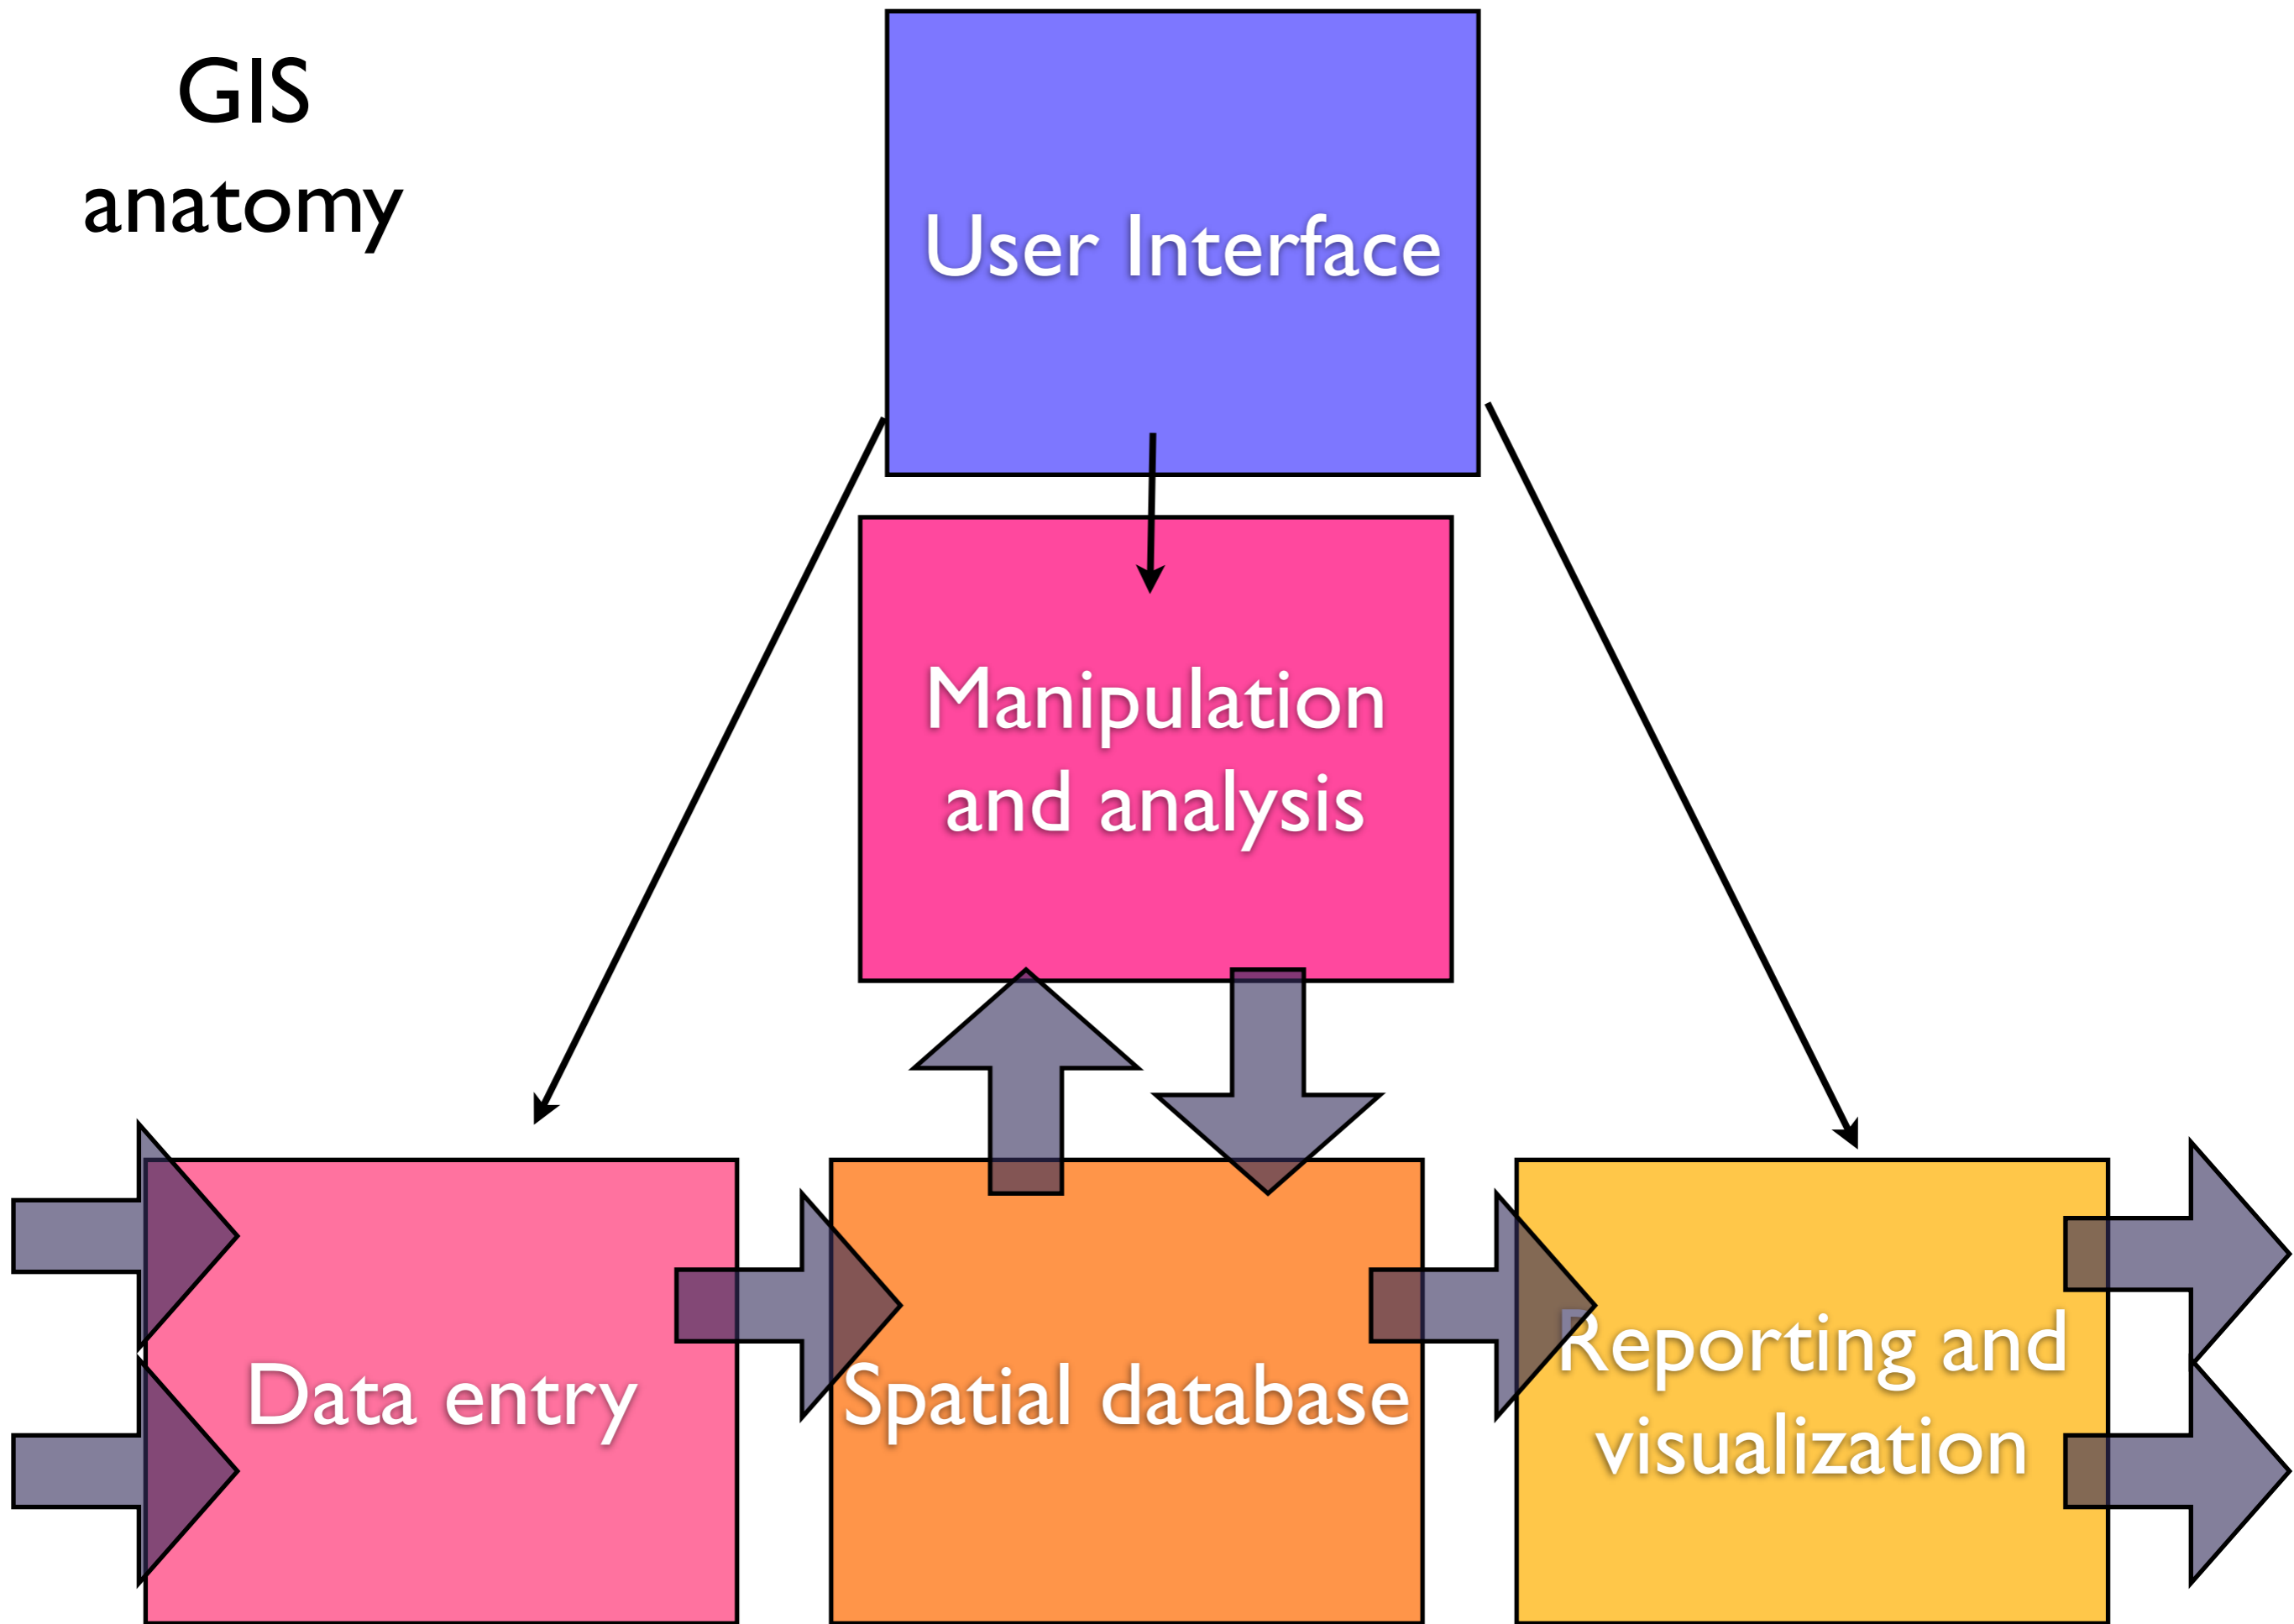 GIS
anatomy
User Interface
Manipulation
and analysis
Data entry
Spatial database
Reporting and
visualization